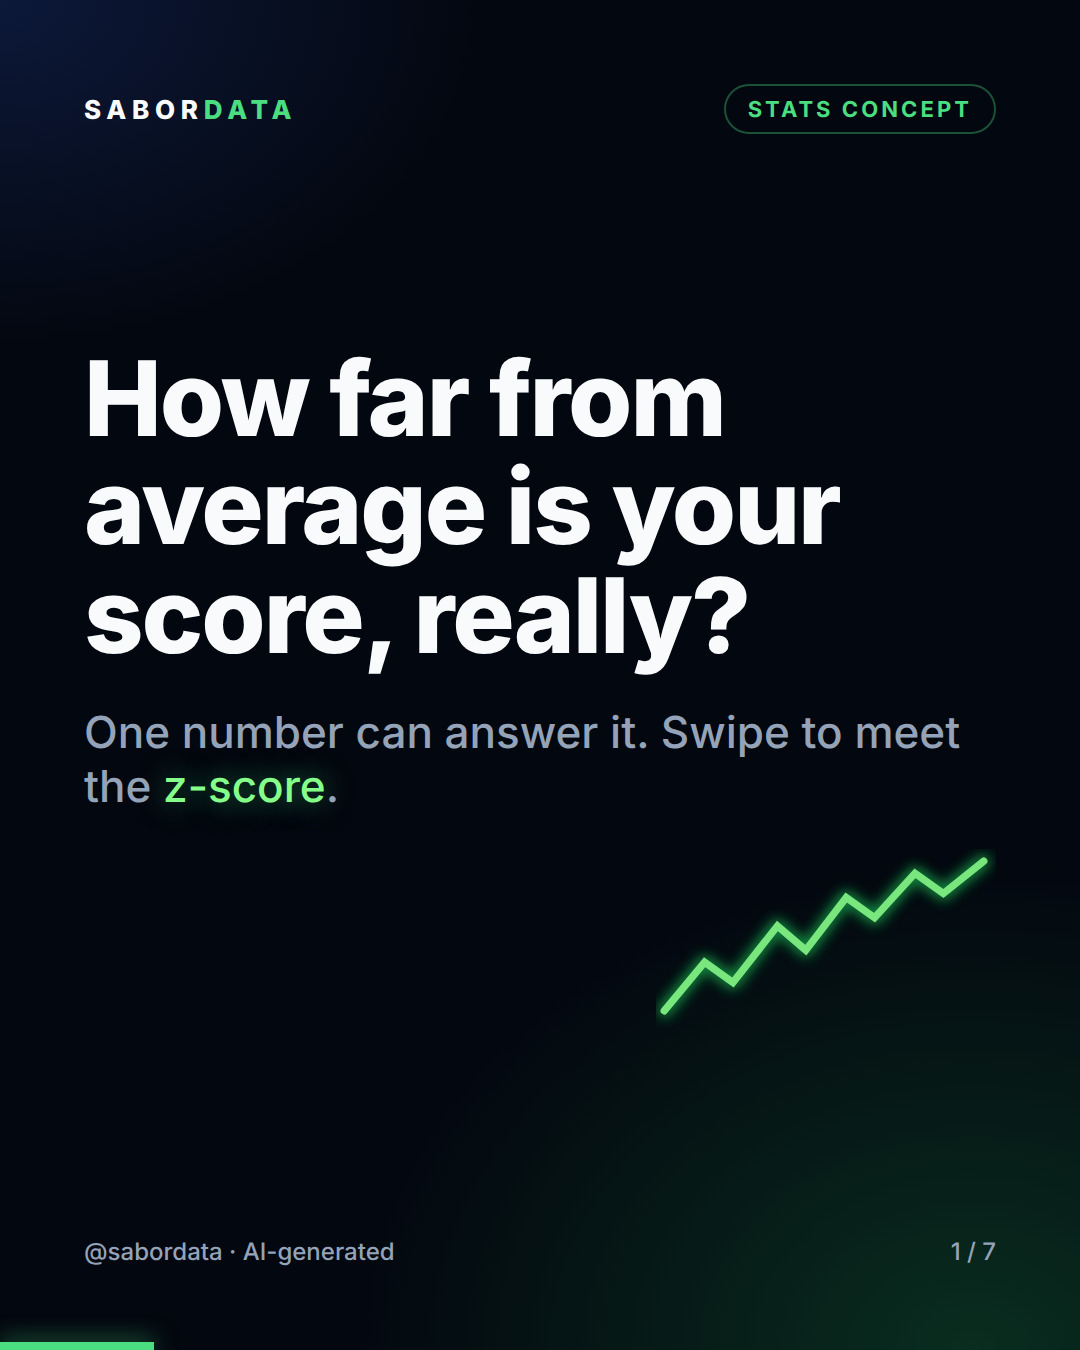 SABORDATA
STATS CONCEPT
How far from
average is your
score, really?
One number can answer it. Swipe to meet
the z-score.
@sabordata · AI-generated
1 / 7